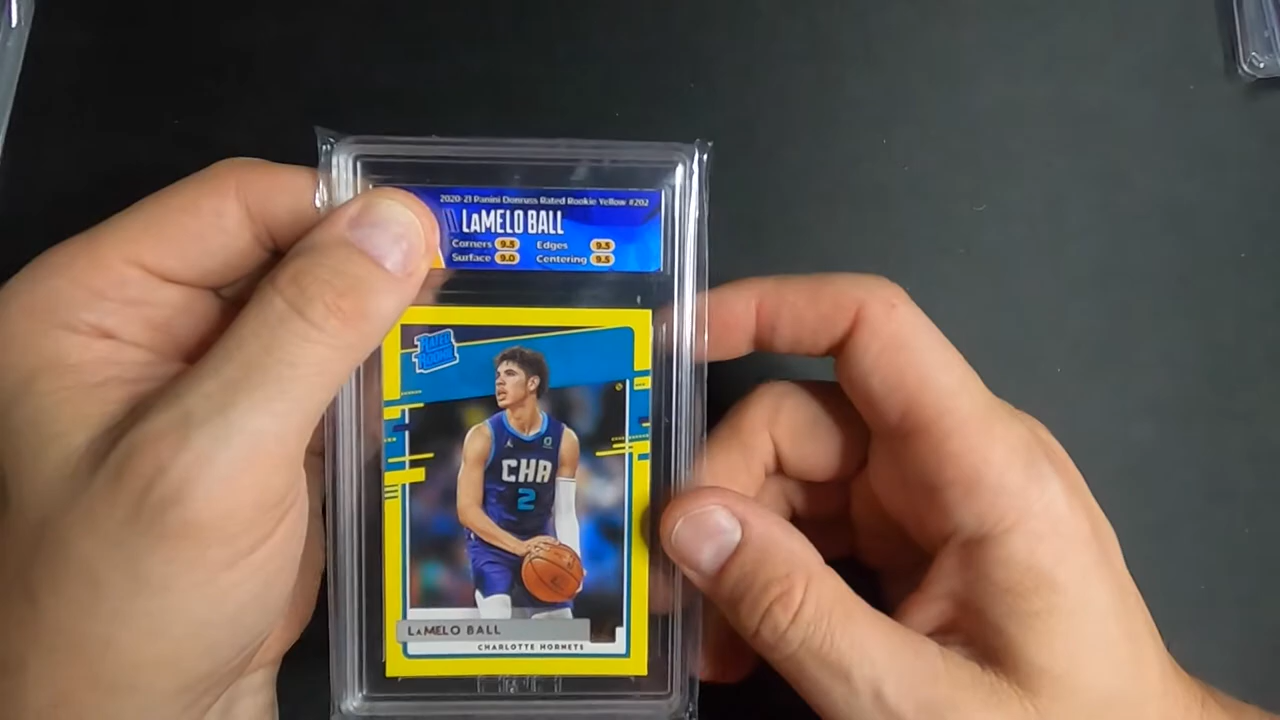 2020-21 Panini Donruss Rated Rookie Yellow #202
LAMELO BALL
Corners 9.5 Edges 9.5
Surface 9.0 Centering 9.5
RATED
ROOKIE
CHA
2
LAMELO BALL
CHARLOTTE HORNETS